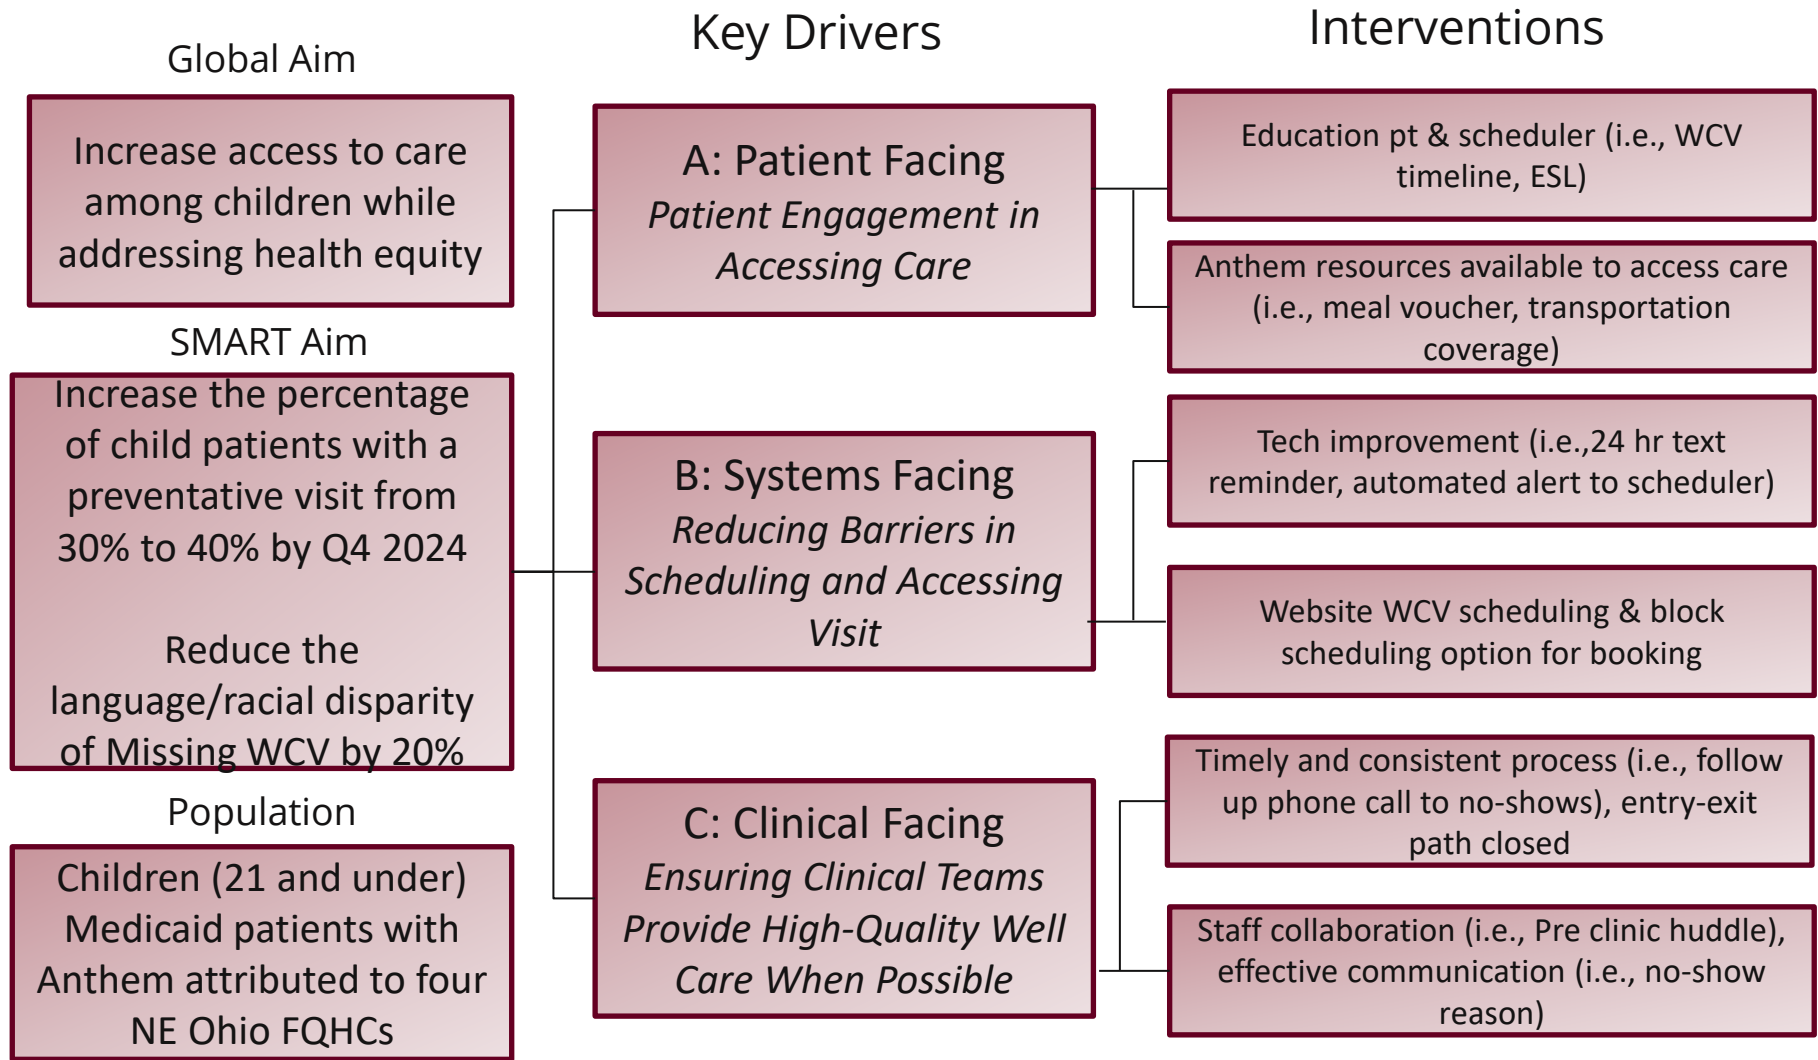 Global Aim
Increase access to care
among children while
addressing health equity
SMART Aim
Increase the percentage
of child patients with a
preventative visit from
30% to 40% by Q4 2024
Reduce the
language/racial disparity
of Missing WCV by 20%
Population
Children (21 and under)
Medicaid patients with
Anthem attributed to four
NE Ohio FQHCs
Key Drivers
A: Patient Facing
Patient Engagement in
Accessing Care
B: Systems Facing
Reducing Barriers in
Scheduling and Accessing
Visit
C: Clinical Facing
Ensuring Clinical Teams
Provide High-Quality Well
Care When Possible
Interventions
Education pt & scheduler (i.e., WCV
timeline, ESL)
Anthem resources available to access care
(i.e., meal voucher, transportation
coverage)
Tech improvement (i.e.,24 hr text
reminder, automated alert to scheduler)
Website WCV scheduling & block
scheduling option for booking
Timely and consistent process (i.e., follow
up phone call to no-shows), entry-exit
path closed
Staff collaboration (i.e., Pre clinic huddle),
effective communication (i.e., no-show
reason)